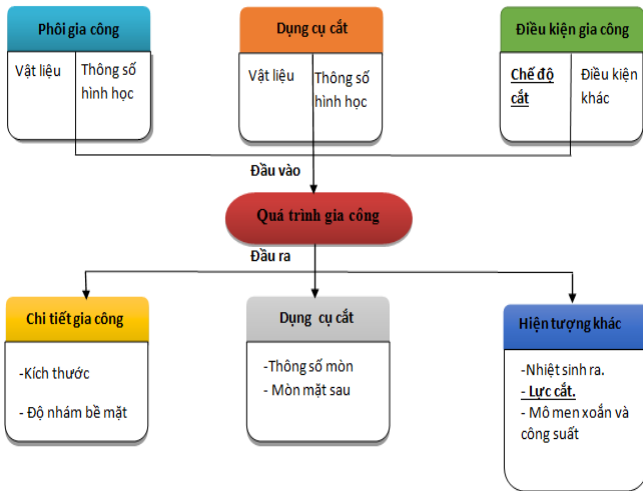 Phôi gia công
Vật liệu
Thông số
hình học
Dụng cụ cắt
Vật liệu
Thông số
hình học
Điều kiện gia công
Chế độ
cắt
Điều kiện
khác
Đầu vào
Quá trình gia công
Đầu ra
Chi tiết gia công
-Kích thước
- Độ nhám bề mặt
Dụng cụ cắt
-Thông số mòn
- Mòn mặt sau
Hiện tượng khác
-Nhiệt sinh ra.
- Lực cắt.
- Mô men xoắn và
công suất